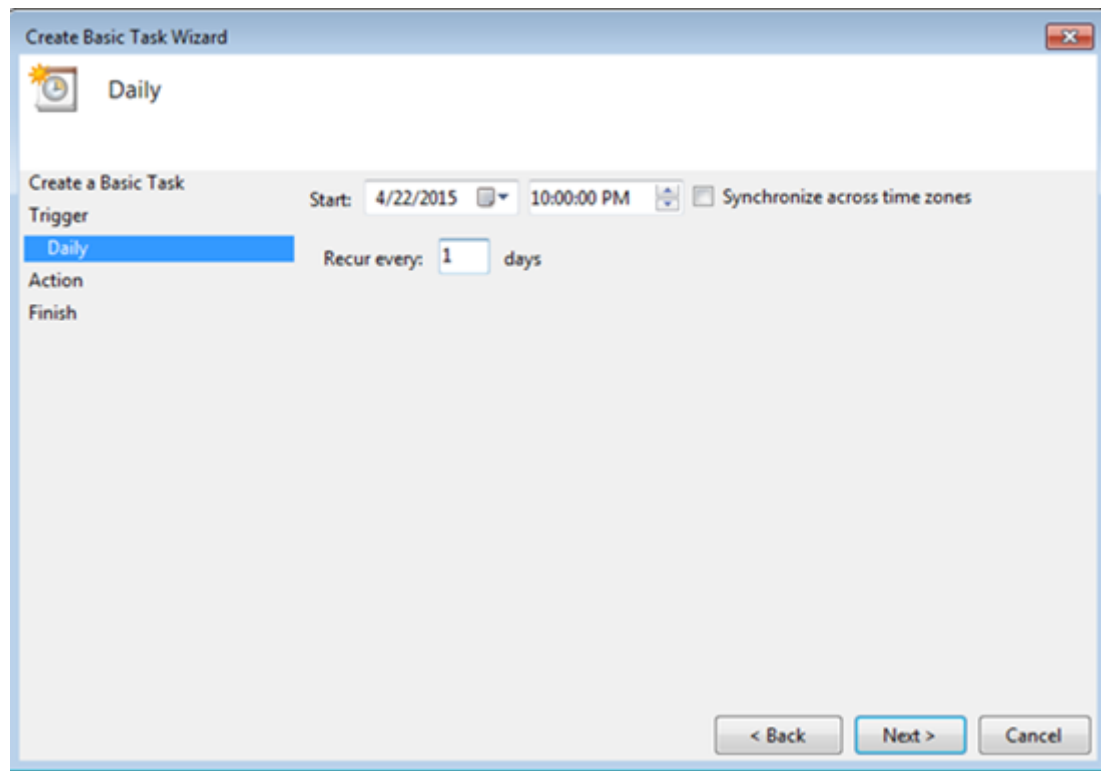 Create Basic Task Wizard
Daily
Create a Basic Task
Trigger
Daily
Action
Finish
Start: 4/22/2015 10:00:00 PM Synchronize across time zones
Recur every: 1 days
< Back Next > Cancel